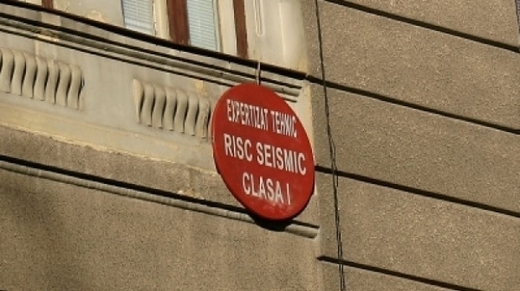 EXPERTIZAT TEHNIC
RISC SEISMIC
CLASA I